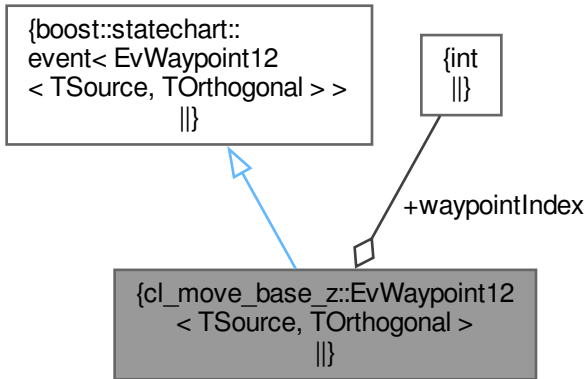 {boost::statechart::
event< EvWaypoint12
< TSource, TOrthogonal > >
||}
{int
||}
+waypointIndex
{cl_move_base_z::EvWaypoint12
< TSource, TOrthogonal >
||}